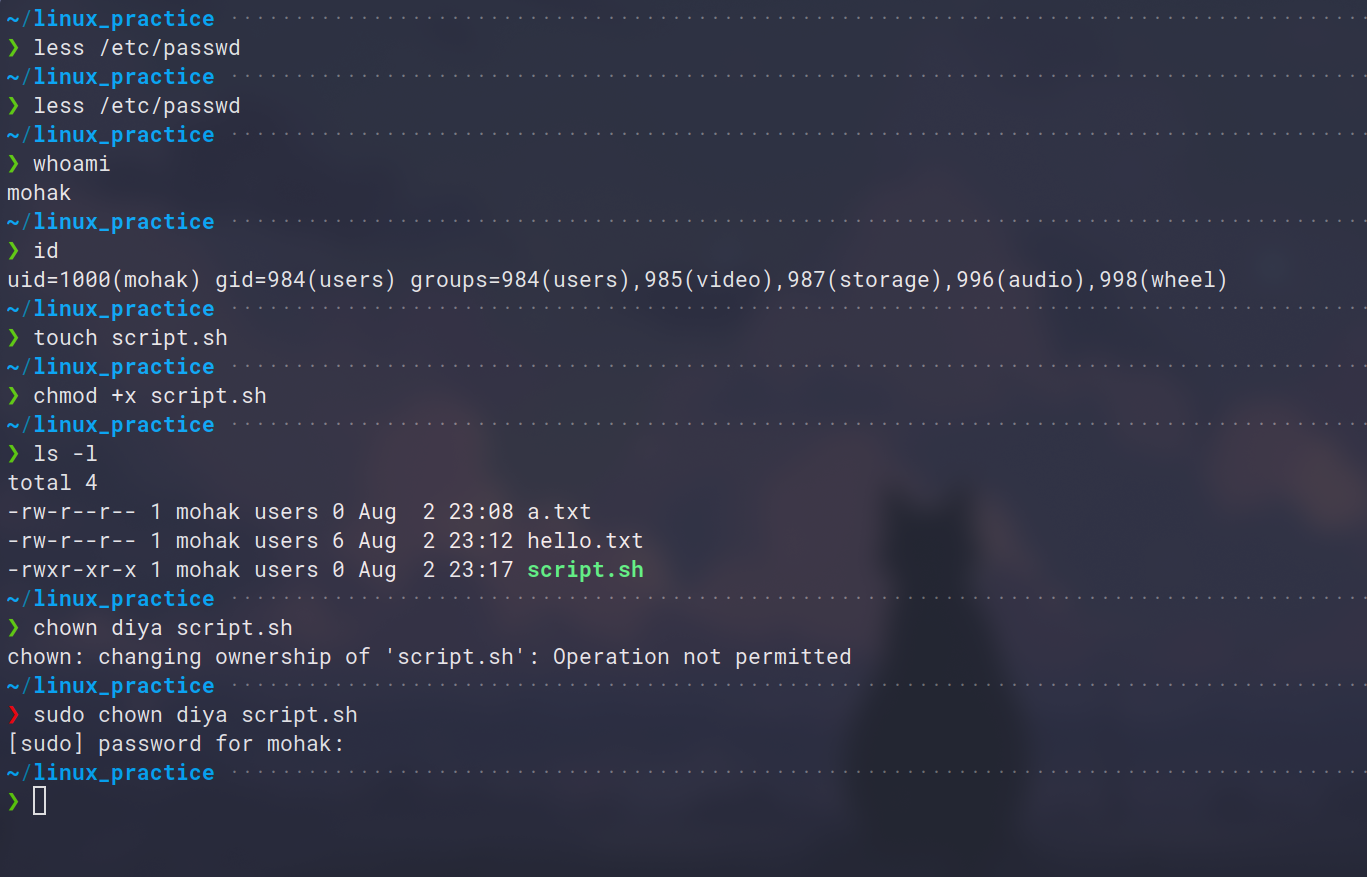 ~/linux_practice
❯ less /etc/passwd
~/linux_practice
❯ less /etc/passwd
~/linux_practice
❯ whoami
mohak
~/linux_practice
❯ id
uid=1000(mohak) gid=984(users) groups=984(users),985(video),987(storage),996(audio),998(wheel)
~/linux_practice
❯ touch script.sh
~/linux_practice
❯ chmod +x script.sh
~/linux_practice
❯ ls -l
total 4
-rw-r--r-- 1 mohak users 0 Aug  2 23:08 a.txt
-rw-r--r-- 1 mohak users 6 Aug  2 23:12 hello.txt
-rwxr-xr-x 1 mohak users 0 Aug  2 23:17 script.sh
~/linux_practice
❯ chown diya script.sh
chown: changing ownership of 'script.sh': Operation not permitted
~/linux_practice
❯ sudo chown diya script.sh
[sudo] password for mohak:
~/linux_practice
❯